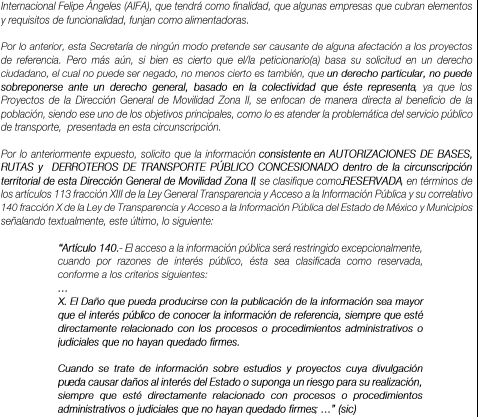 Internacional Felipe Ángeles (AIFA), que tendrá como finalidad, que algunas empresas que cubran elementos
y requisitos de funcionalidad, funjan como alimentadoras.
Por lo anterior, esta Secretaría de ningún modo pretende ser causante de alguna afectación a los proyectos
de referencia. Pero más aún, si bien es cierto que el/la peticionario(a) basa su solicitud en un derecho
ciudadano, el cual no puede ser negado, no menos cierto es también, que un derecho particular, no puede
sobreponerse ante un derecho general, basado en la colectividad que éste representa, ya que los
Proyectos de la Dirección General de Movilidad Zona II, se enfocan de manera directa al beneficio de la
población, siendo ese uno de los objetivos principales, como lo es atender la problemática del servicio público
de transporte, presentada en esta circunscripción.
Por lo anteriormente expuesto, solicito que la información consistente en AUTORIZACIONES DE BASES,
RUTAS y DERROTEROS DE TRANSPORTE PÚBLICO CONCESIONADO dentro de la circunscripción
territorial de esta Dirección General de Movilidad Zona II, se clasifique como RESERVADA, en términos de
los artículos 113 fracción XIII de la Ley General Transparencia y Acceso a la Información Pública y su correlativo
140 fracción X de la Ley de Transparencia y Acceso a la Información Pública del Estado de México y Municipios
señalando textualmente, este último, lo siguiente:
"Artículo 140.- El acceso a la información pública será restringido excepcionalmente,
cuando por razones de interés público, ésta sea clasificada como reservada,
conforme a los criterios siguientes:
...
X. El Daño que pueda producirse con la publicación de la información sea mayor
que el interés público de conocer la información de referencia, siempre que esté
directamente relacionado con los procesos o procedimientos administrativos o
judiciales que no hayan quedado firmes.
Cuando se trate de información sobre estudios y proyectos cuya divulgación
pueda causar daños al interés del Estado o suponga un riesgo para su realización,
siempre que esté directamente relacionado con procesos o procedimientos
administrativos o judiciales que no hayan quedado firmes; ..." (sic)